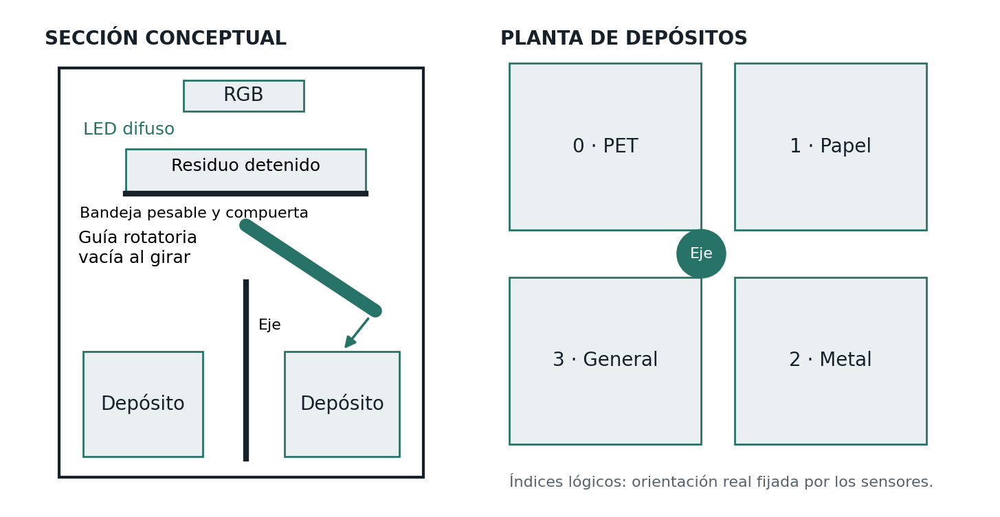 SECCIÓN CONCEPTUAL
RGB
LED difuso
Residuo detenido
Bandeja pesable y compuerta
Guía rotatoria
vacía al girar
Eje
Depósito
Depósito
PLANTA DE DEPÓSITOS
0 · PET
1 · Papel
Eje
3 · General
2 · Metal
Índices lógicos: orientación real fijada por los sensores.